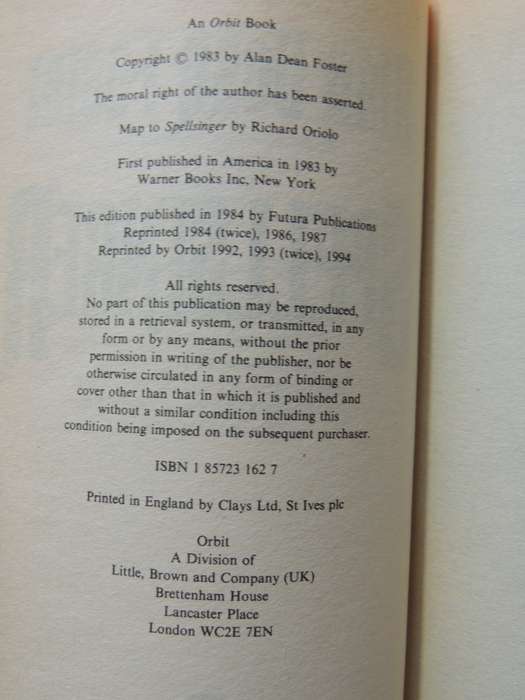 An Orbit Book
Copyright © 1983 by Alan Dean Foster
The moral right of the author has been asserted.
Map to Spellsinger by Richard Oriolo
First published in America in 1983 by
Warner Books Inc, New York
This edition published in 1984 by Futura Publications
Reprinted 1984 (twice), 1986, 1987
Reprinted by Orbit 1992, 1993 (twice), 1994
All rights reserved.
No part of this publication may be reproduced,
stored in a retrieval system, or transmitted, in any
form or by any means, without the prior
permission in writing of the publisher, nor be
otherwise circulated in any form of binding or
cover other than that in which it is published and
without a similar condition including this
condition being imposed on the subsequent purchaser.
ISBN 1 85723 162 7
Printed in England by Clays Ltd, St Ives plc
Orbit
A Division of
Little, Brown and Company (UK)
Brettenham House
Lancaster Place
London WC2E 7EN